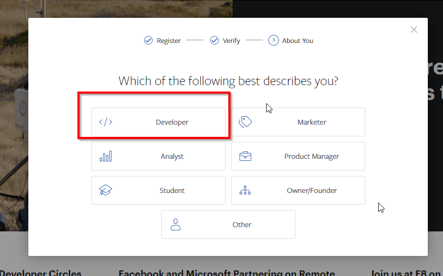 Register
Verify
3
About You
Which of the following best describes you?
Developer
Marketer
Analyst
Product Manager
Student
Owner/Founder
Other
Developer Circles
Facebook and Microsoft Partnering on Remote
Join us at F8 on